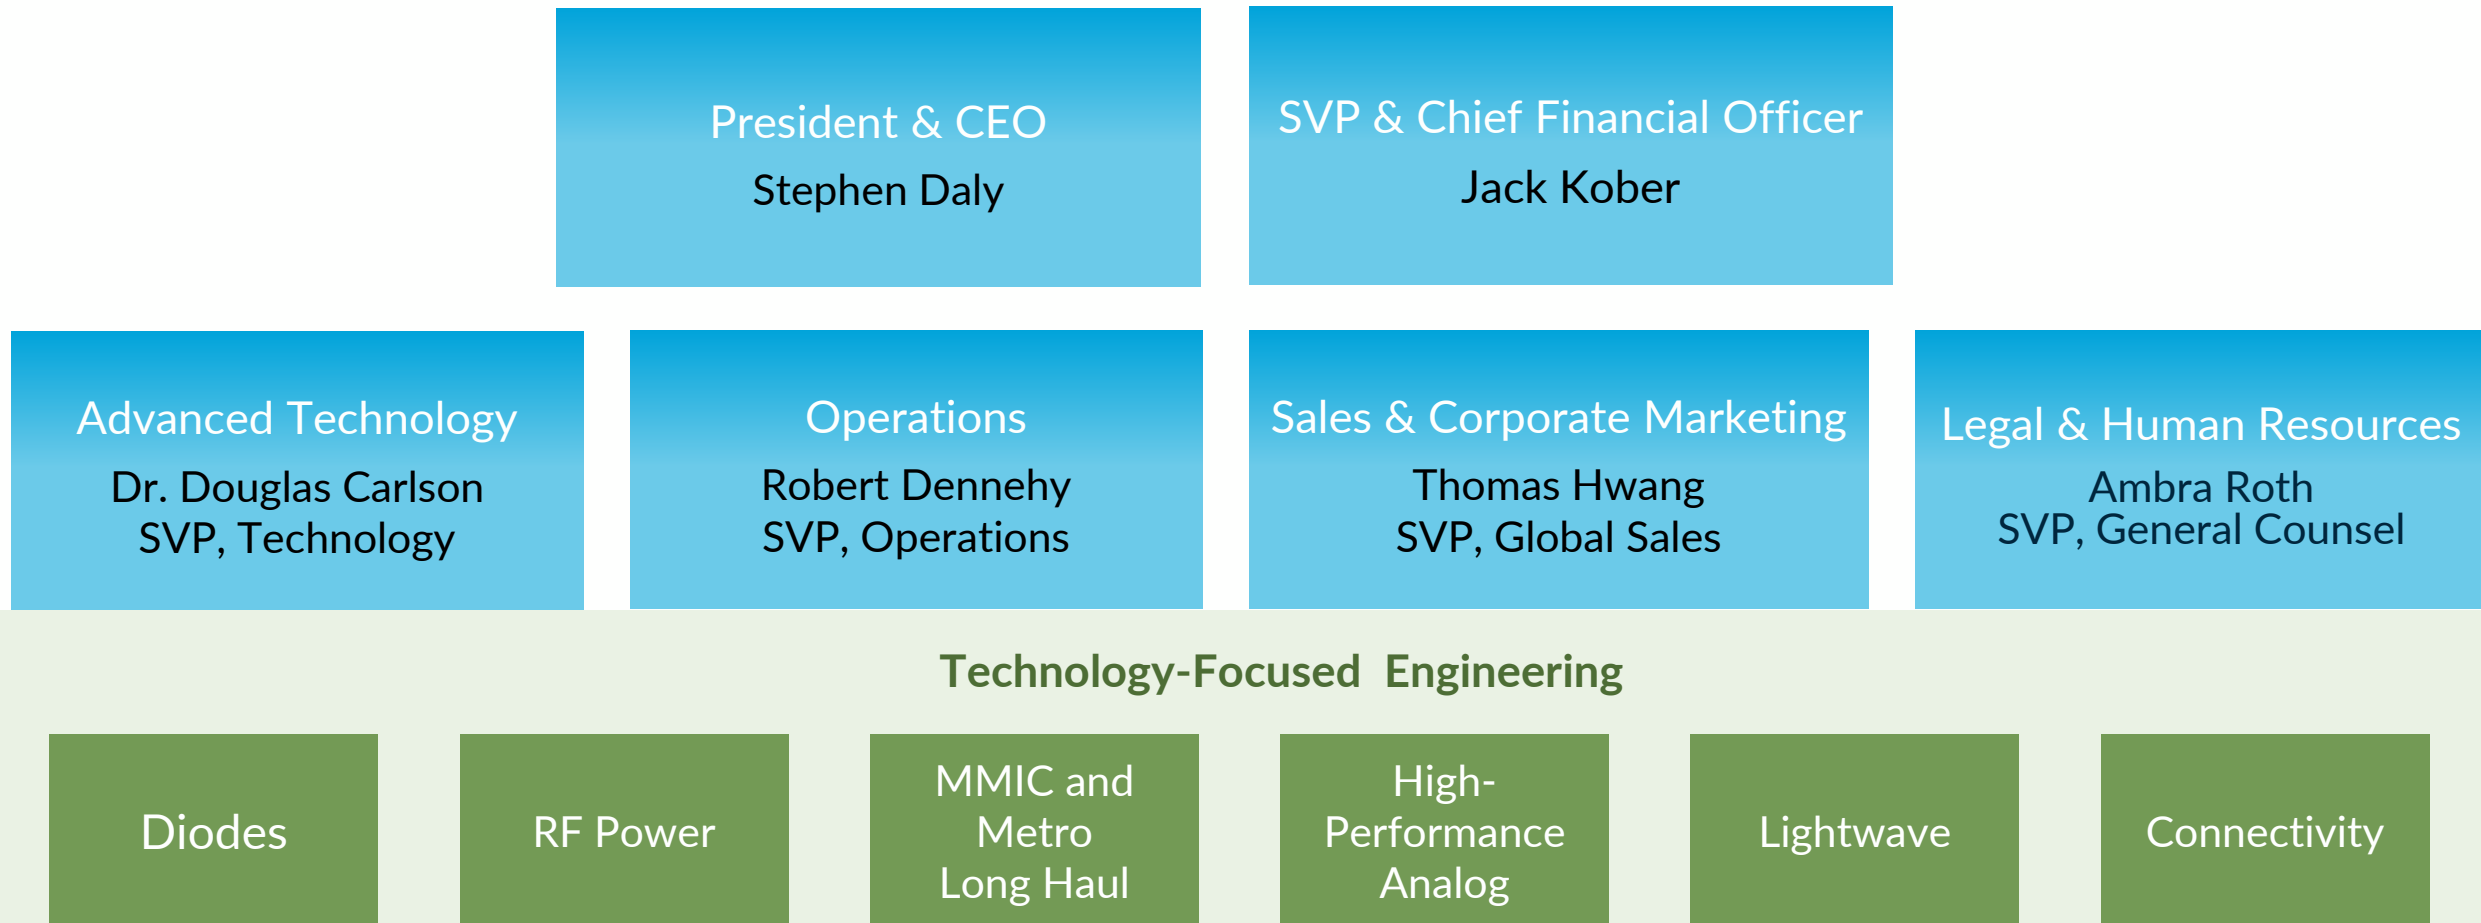 President & CEO
Stephen Daly
SVP & Chief Financial Officer
Jack Kober
Advanced Technology
Dr. Douglas Carlson
SVP, Technology
Operations
Robert Dennehy
SVP, Operations
Sales & Corporate Marketing
Thomas Hwang
SVP, Global Sales
Legal & Human Resources
Ambra Roth
SVP, General Counsel
Technology-Focused Engineering
Diodes
RF Power
MMIC and
Metro
Long Haul
High-
Performance
Analog
Lightwave
Connectivity